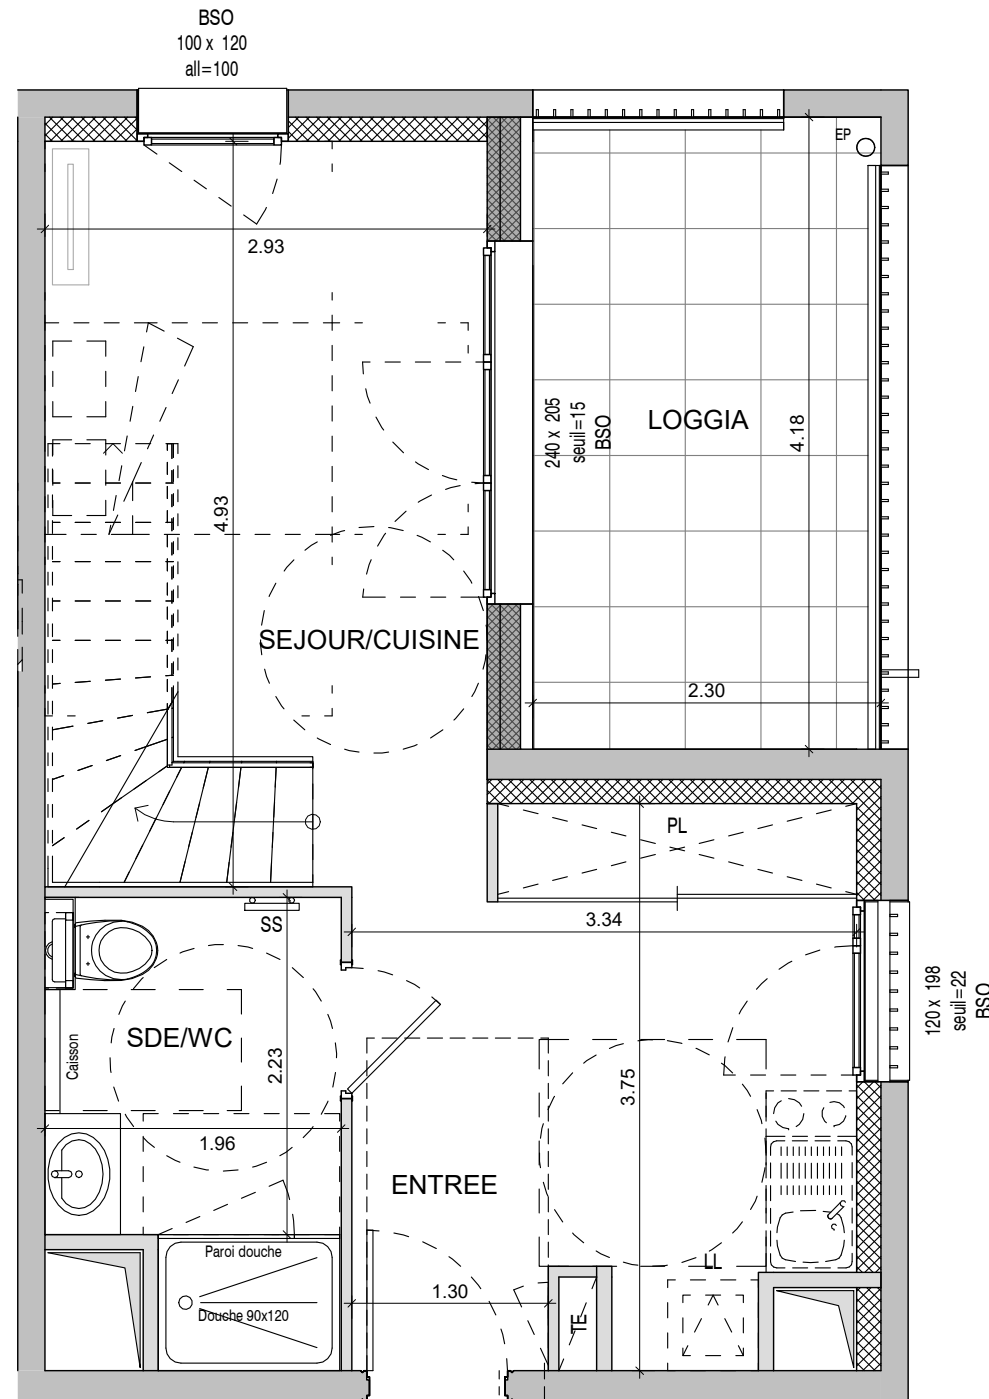 BSO
100 x 120
all=100
EP
2.93
240 x 205
seuil=15
BSO
LOGGIA
4.18
4.93
SEJOUR/CUISINE
2.30
PL
3.34
SS
120 x 198
seuil=22
BSO
SDE/WC
Caisson
2.23
3.75
1.96
ENTREE
Paroi douche
LL
1.30
Douche 90x120
TE